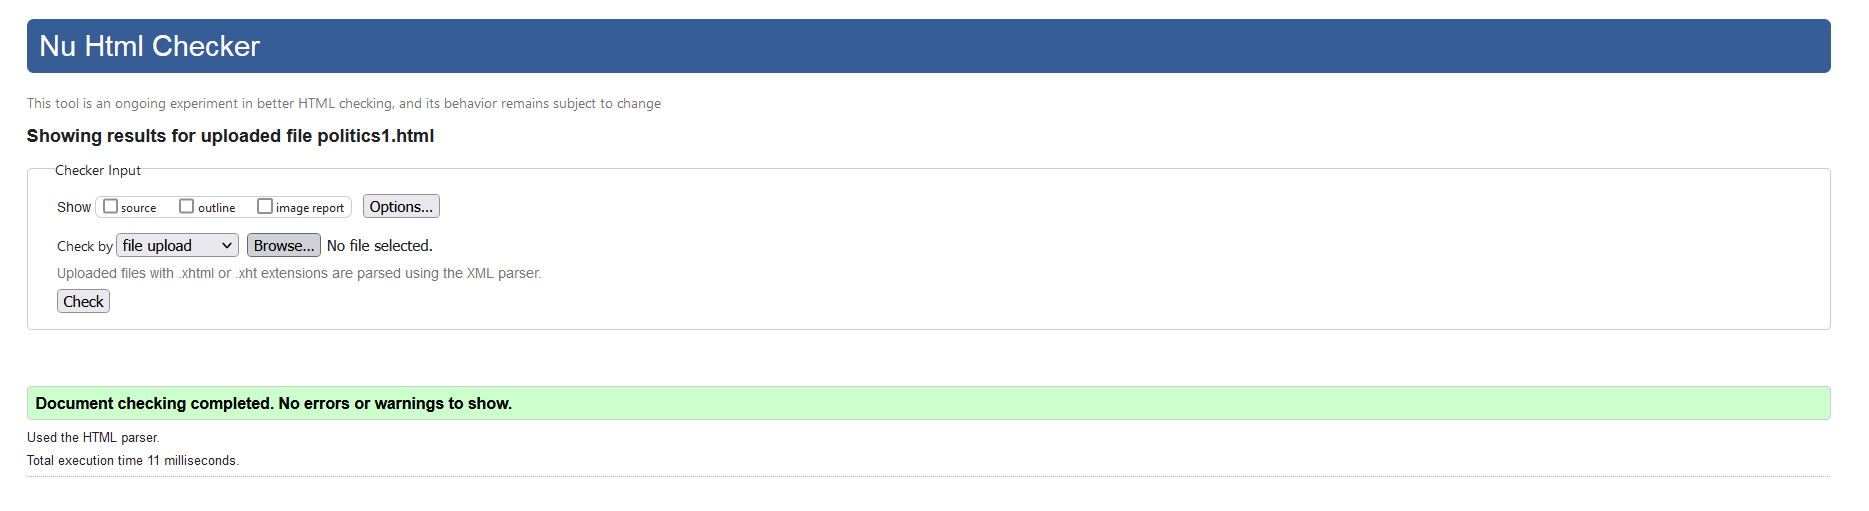 Nu Html Checker
This tool is an ongoing experiment in better HTML checking, and its behavior remains subject to change
Showing results for uploaded file politics1.html
Checker Input
Show source outline image report Options...
Check by file upload Browse... No file selected.
Uploaded files with .xhtml or .xht extensions are parsed using the XML parser.
Check
Document checking completed. No errors or warnings to show.
Used the HTML parser.
Total execution time 11 milliseconds.